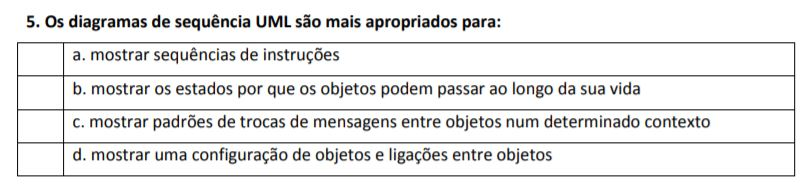 5. Os diagramas de sequência UML são mais apropriados para:
a. mostrar sequências de instruções
b. mostrar os estados por que os objetos podem passar ao longo da sua vida
c. mostrar padrões de trocas de mensagens entre objetos num determinado contexto
d. mostrar uma configuração de objetos e ligações entre objetos